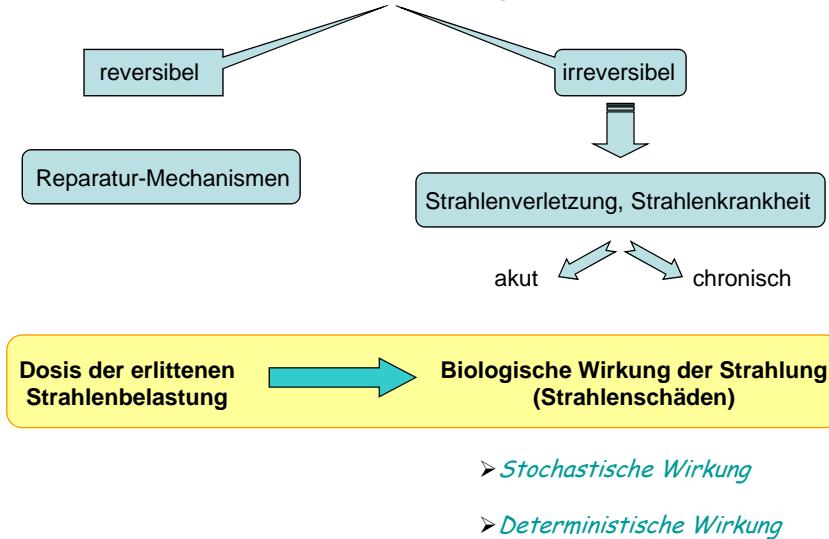 reversibel
irreversibel
Reparatur-Mechanismen
Strahlenverletzung, Strahlenkrankheit
akut
chronisch
Dosis der erlittenen
Strahlenbelastung
Biologische Wirkung der Strahlung
(Strahlenschäden)
➢ Stochastische Wirkung
➢ Deterministische Wirkung